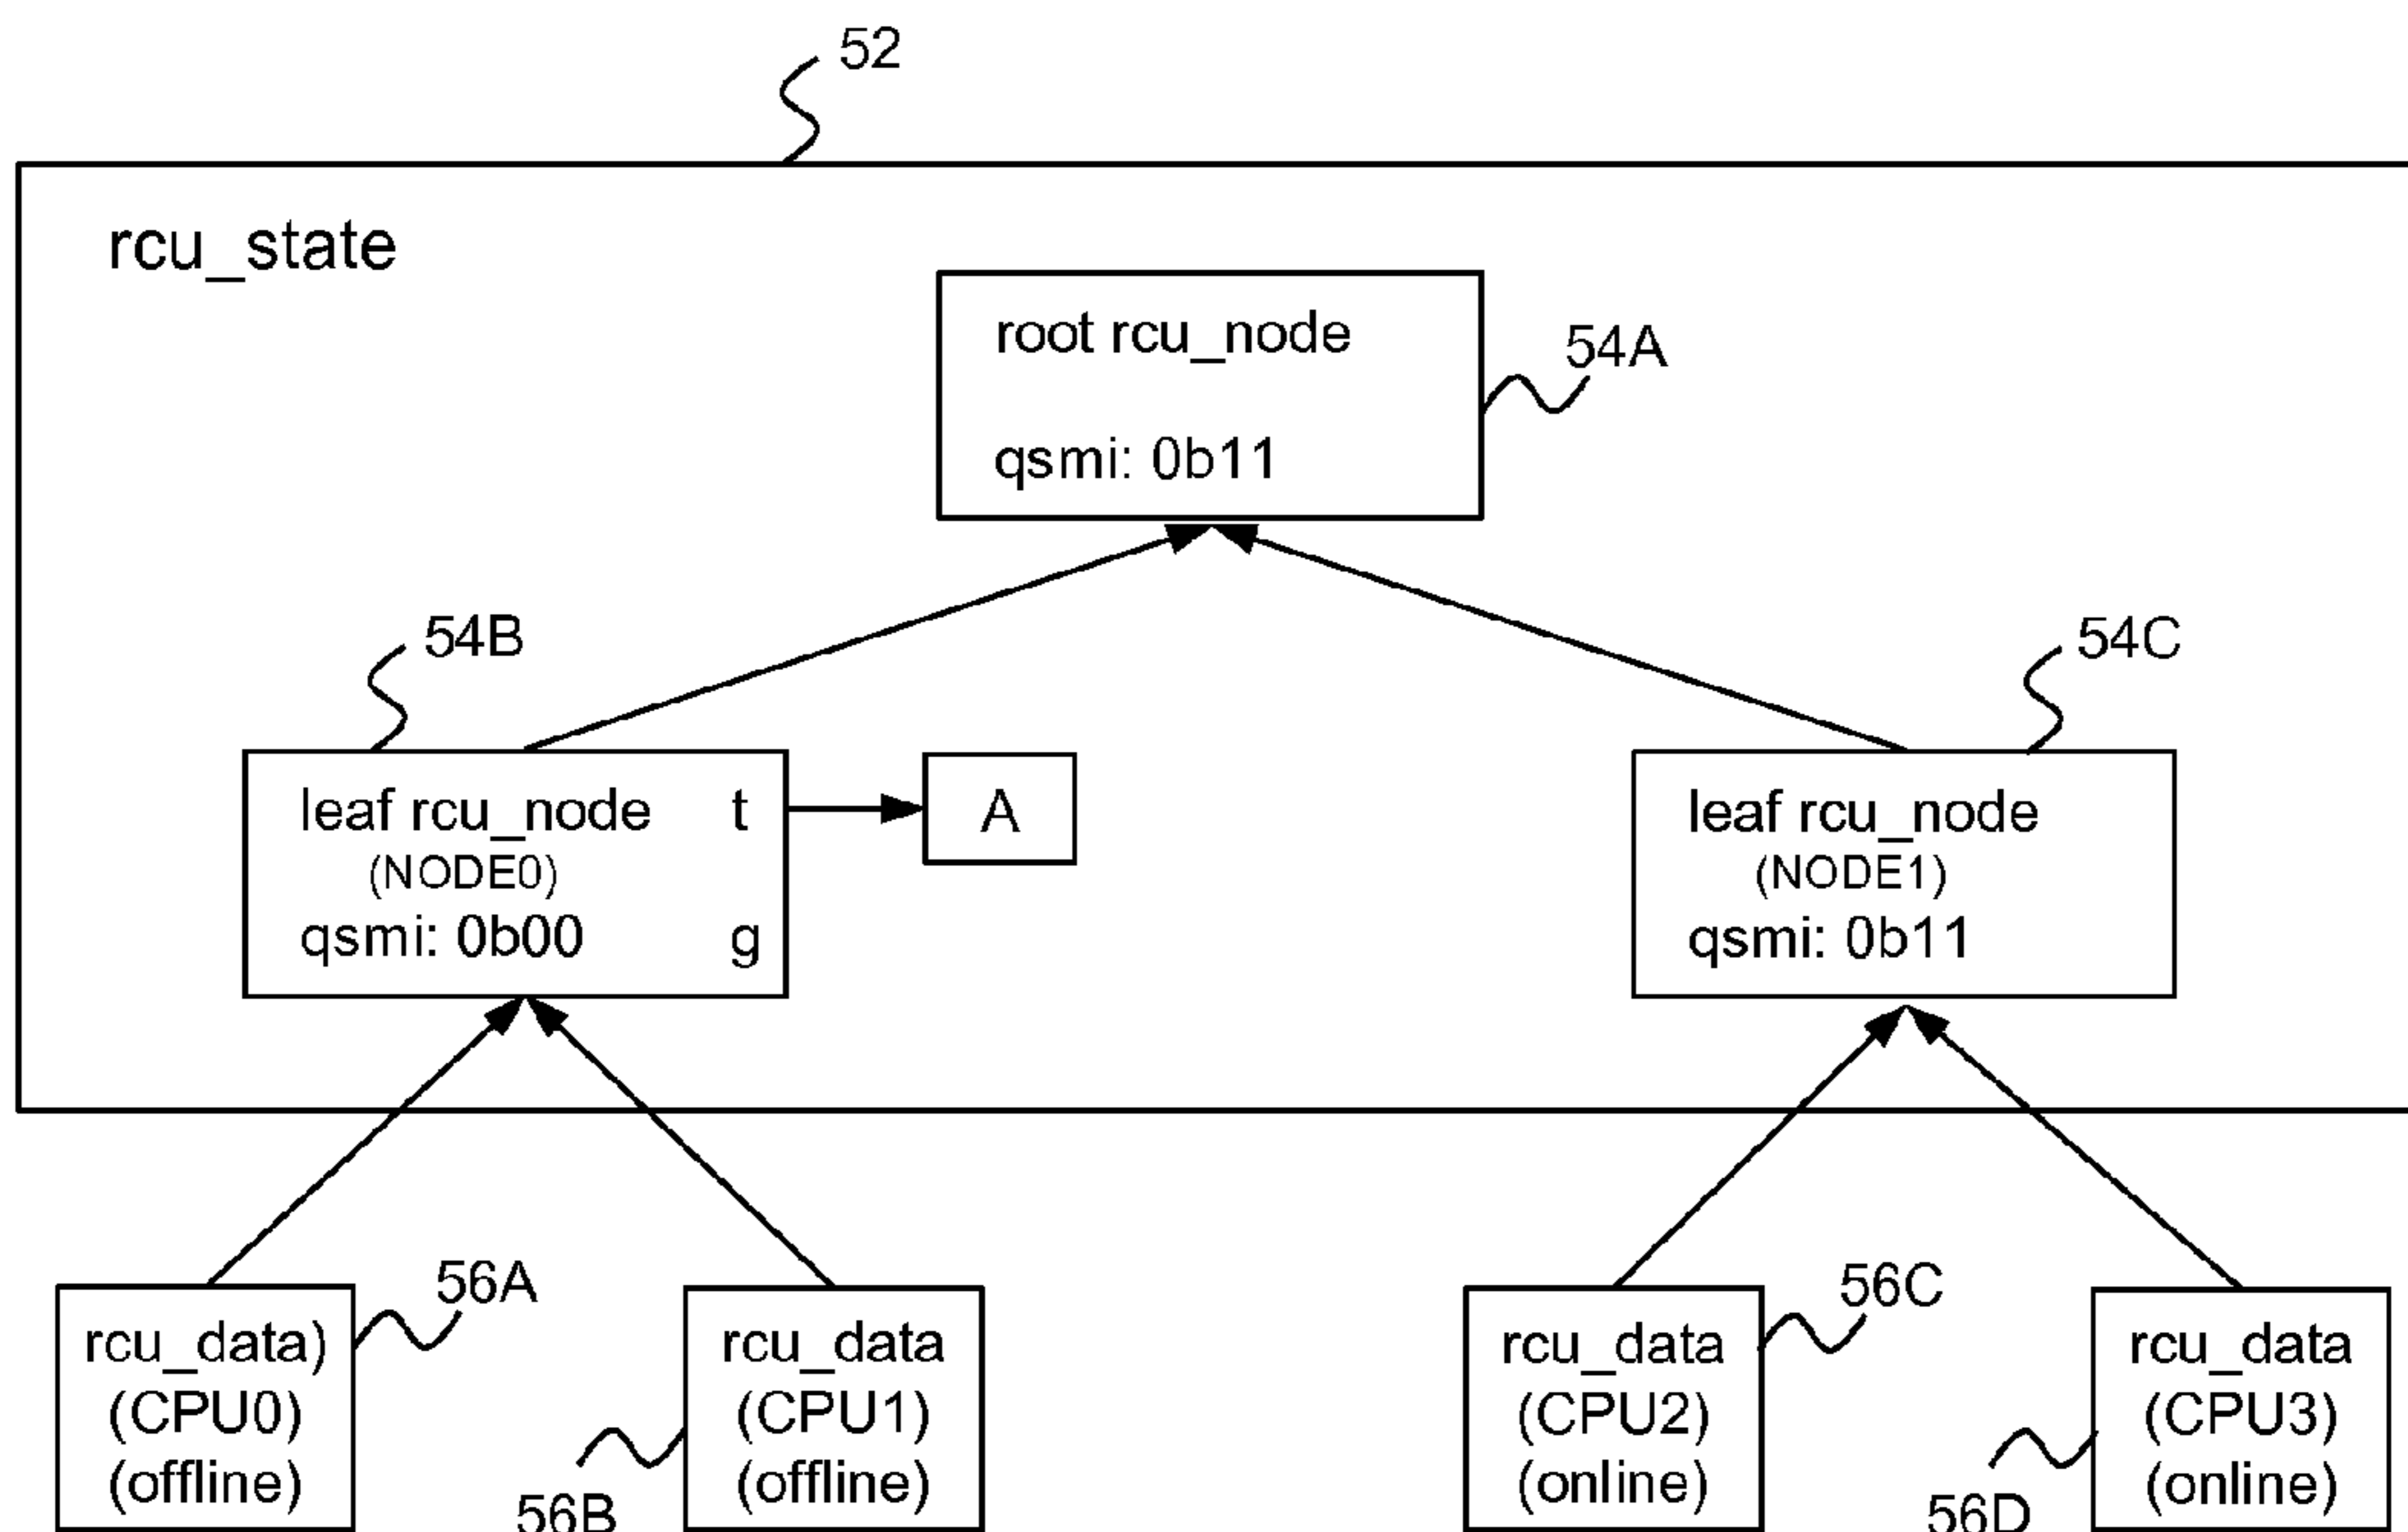 52
rcu_state
root rcu_node
54A
qsmi: 0b11
54B
54C
leaf rcu_node t
(NODE0)
qsmi: 0b00 g
A
leaf rcu_node
(NODE1)
qsmi: 0b11
56A
rcu_data)
(CPU0)
(offline)
56B
rcu_data
(CPU1)
(offline)
56C
rcu_data
(CPU2)
(online)
56D
rcu_data
(CPU3)
(online)